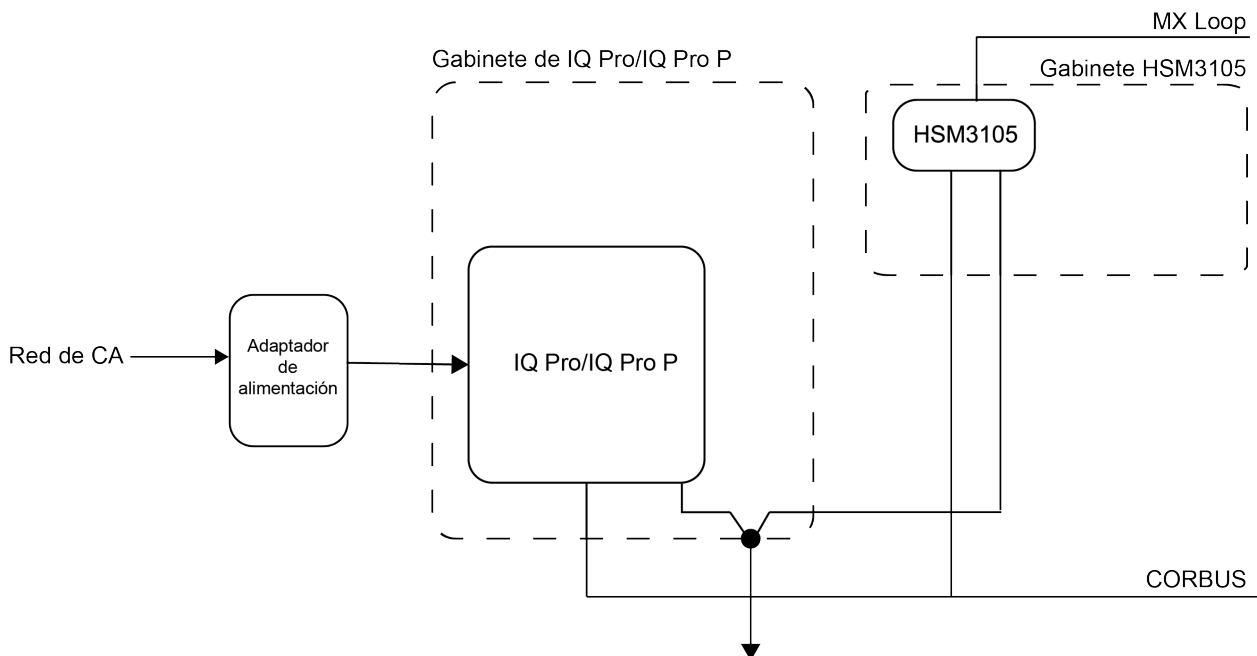 MX Loop
Gabinete de IQ Pro/IQ Pro P
Gabinete HSM3105
HSM3105
Red de CA
Adaptador
de
alimentación
IQ Pro/IQ Pro P
CORBUS